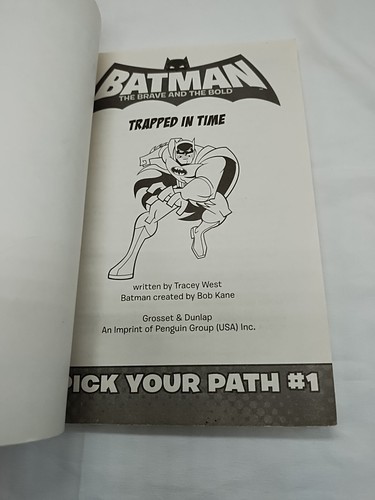 BATMAN
THE BRAVE AND THE BOLD
TRAPPED IN TIME
written by Tracey West
Batman created by Bob Kane
Grosset & Dunlap
An Imprint of Penguin Group (USA) Inc.
PICK YOUR PATH #1